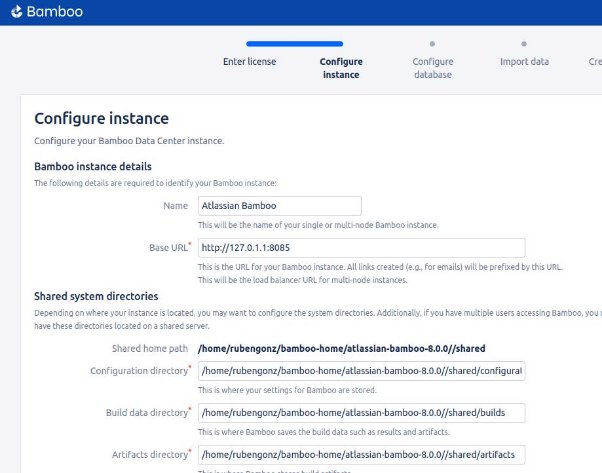 Bamboo
Enter license
Configure instance
Configure database
Import data
Configure instance
Configure your Bamboo Data Center instance.
Bamboo instance details
The following details are required to identify your Bamboo instance:
Name
Atlassian Bamboo
This will be the name of your single or multi-node Bamboo instance.
Base URL*
http://127.0.1.1:8085
This is the URL for your Bamboo instance. All links created (e.g., for emails) will be prefixed by this URL.
This will be the load balancer URL for multi-node instances.
Shared system directories
Depending on where your instance is located, you may want to configure the system directories. Additionally, if you have multiple users accessing Bamboo, you
have these directories located on a shared server.
Shared home path
/home/rubengonz/bamboo-home/atlassian-bamboo-8.0.0//shared
Configuration directory*
/home/rubengonz/bamboo-home/atlassian-bamboo-8.0.0//shared/configurat
This is where your settings for Bamboo are stored.
Build data directory*
/home/rubengonz/bamboo-home/atlassian-bamboo-8.0.0//shared/builds
This is where Bamboo saves the build data such as results and artifacts.
Artifacts directory*
/home/rubengonz/bamboo-home/atlassian-bamboo-8.0.0//shared/artifacts